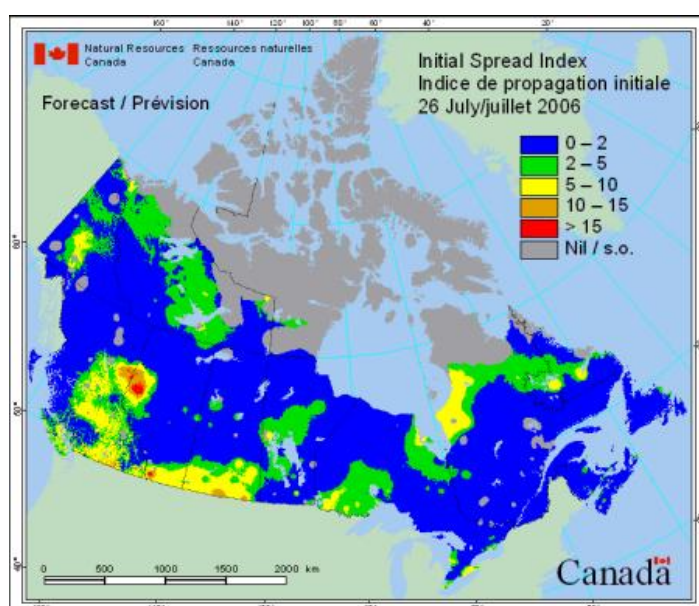 160° 140° 120° 100° 80° 60° 40° 20°
Natural Resources Ressources naturelles
Canada Canada
Initial Spread Index
Indice de propagation initiale
26 July/juillet 2006
Forecast / Prévision
0 – 2
2 – 5
5 – 10
10 – 15
> 15
Nil / s.o.
60°
0 500 1000 1500 2000 km
Canada